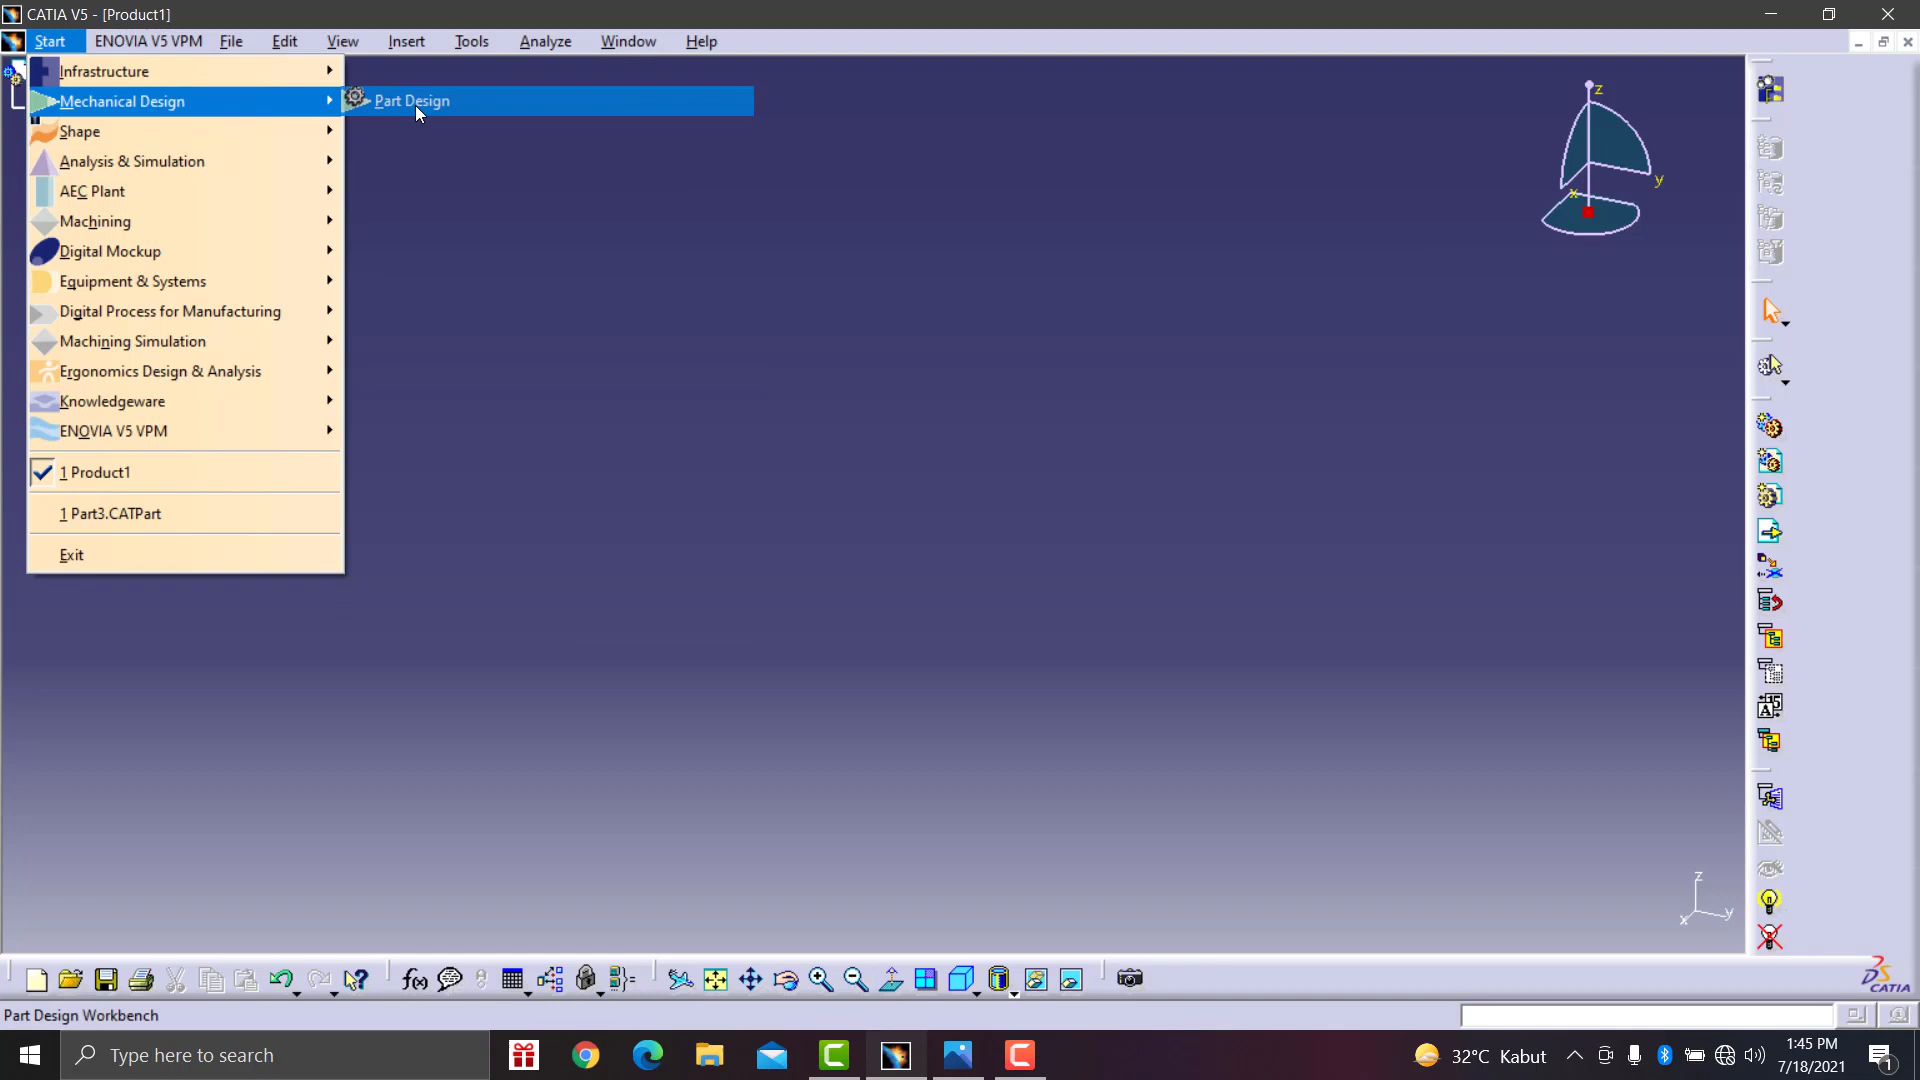 CATIA V5 - [Product1]
Start ENOVIA V5 VPM File Edit View Insert Tools Analyze Window Help
Infrastructure
Mechanical Design Part Design
Shape
Analysis & Simulation
AEC Plant
Machining
Digital Mockup
Equipment & Systems
Digital Process for Manufacturing
Machining Simulation
Ergonomics Design & Analysis
Knowledgeware
ENOVIA V5 VPM
1 Product1
1 Part3.CATPart
Exit
z
y
x
z
x y
f(x)
CATIA
Part Design Workbench
Type here to search
32°C Kabut
1:45 PM
7/18/2021
1